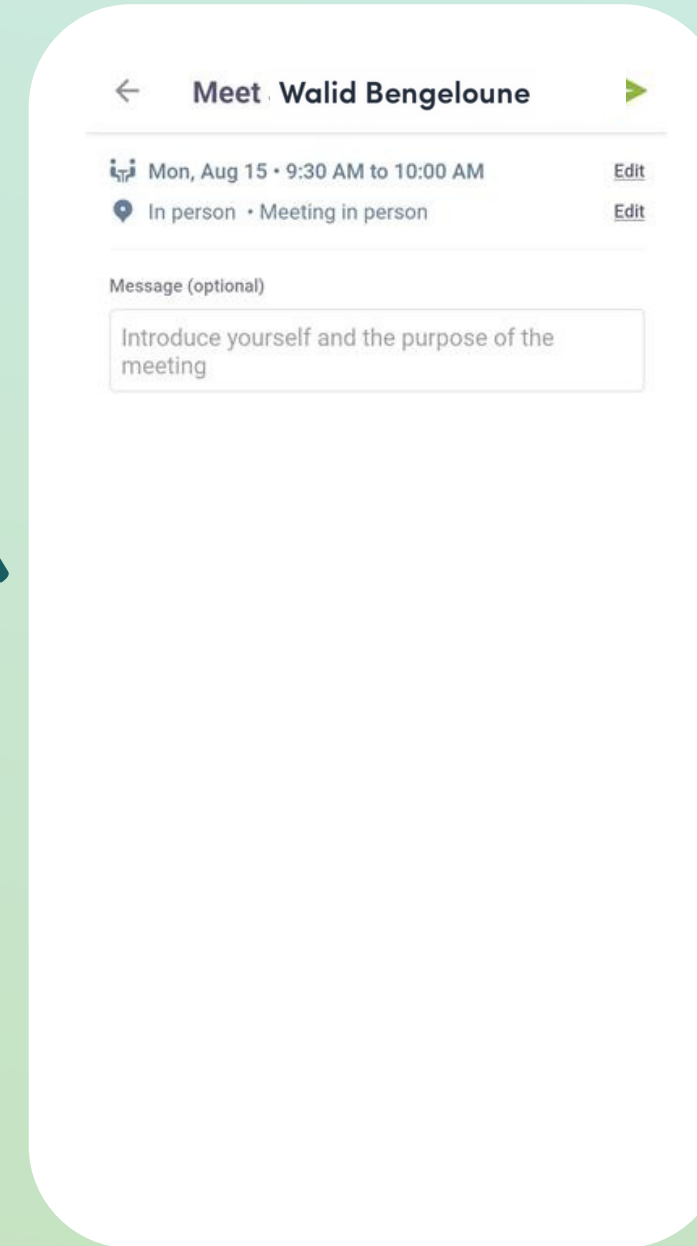 Meet Walid Bengeloune
Mon, Aug 15 • 9:30 AM to 10:00 AM Edit
In person • Meeting in person Edit
Message (optional)
Introduce yourself and the purpose of the
meeting